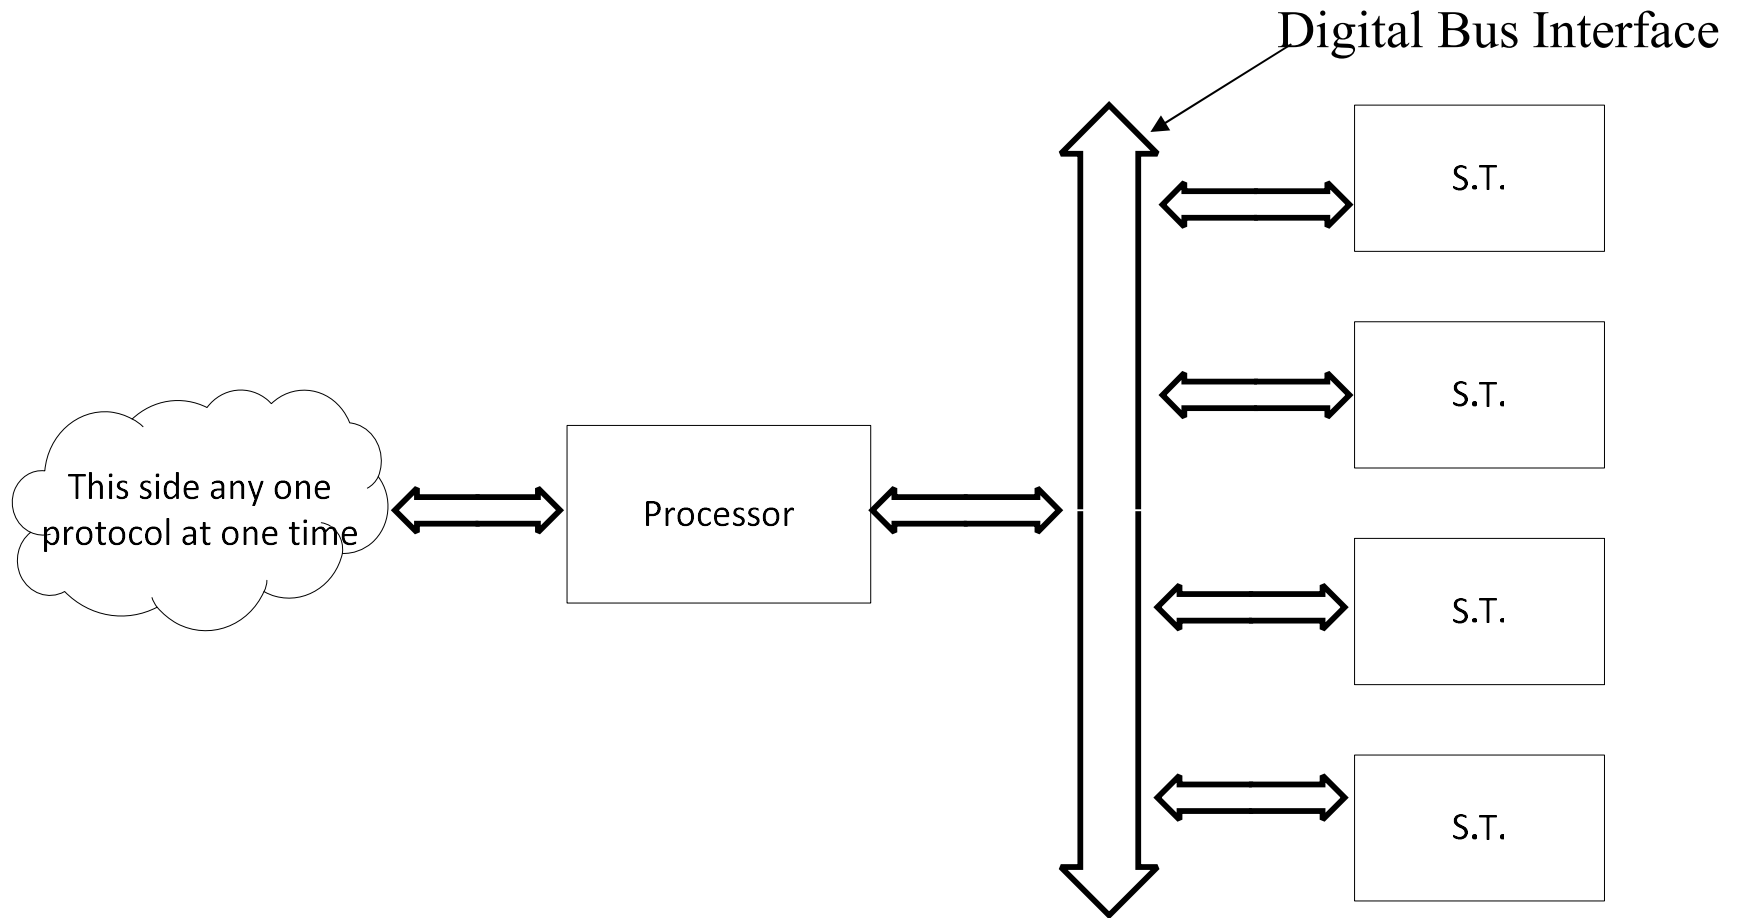 Digital Bus Interface
S.T.
S.T.
This side any one
protocol at one time
Processor
S.T.
S.T.